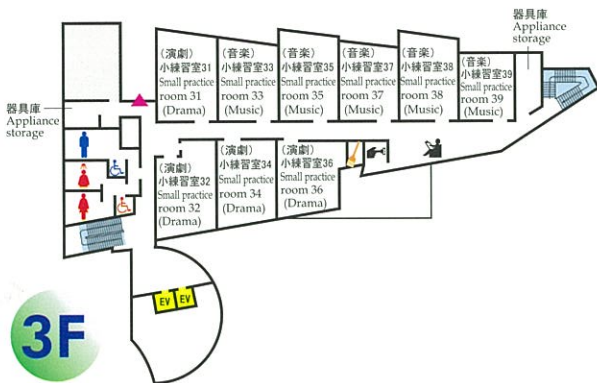 器具庫
Appliance
storage
(演劇)
小練習室31
Small practice
room 31
(Drama)
(音楽)
小練習室33
Small practice
room 33
(Music)
(音楽)
小練習室35
Small practice
room 35
(Music)
(音楽)
小練習室37
Small practice
room 37
(Music)
(音楽)
小練習室38
Small practice
room 38
(Music)
(音楽)
小練習室39
Small practice
room 39
(Music)
器具庫
Appliance
storage
(演劇)
小練習室32
Small practice
room 32
(Drama)
(演劇)
小練習室34
Small practice
room 34
(Drama)
(演劇)
小練習室36
Small practice
room 36
(Drama)
EV
EV
3F